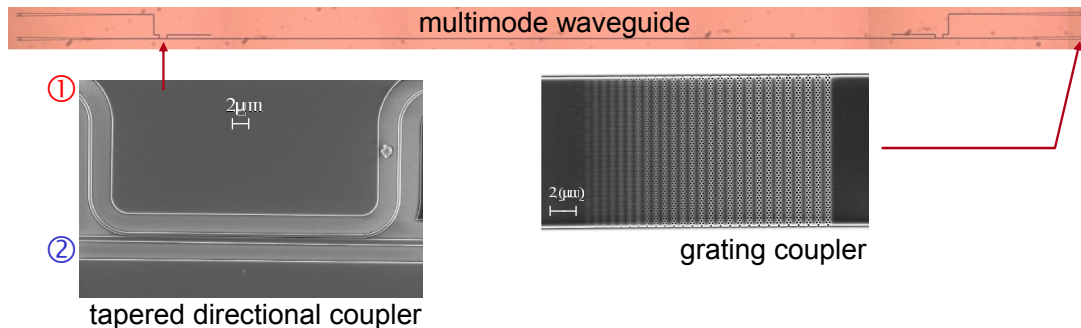 multimode waveguide
①
2µm
②
tapered directional coupler
2 (µm)
grating coupler